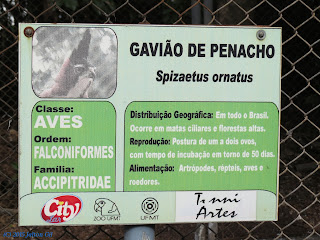 GAVIÃO DE PENACHO
Spizaetus ornatus
Classe:
AVES
Ordem:
FALCONIFORMES
Família:
ACCIPITRIDAE
Distribuição Geográfica: Em todo o Brasil.
Ocorre em matas ciliares e florestas altas.
Reprodução: Postura de um a dois ovos,
com tempo de incubação em torno de 50 dias.
Alimentação: Artrópodes, répteis, aves e
roedores.
City
ZOO UFMT
UFMT
Artes